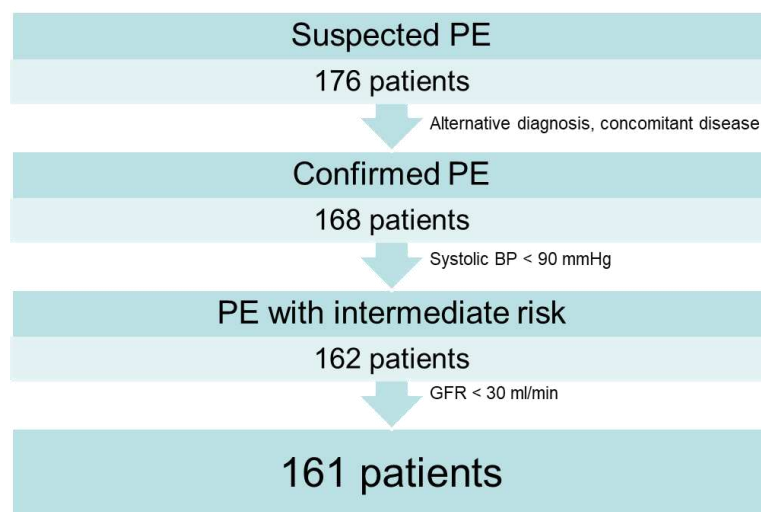 Suspected PE
176 patients
Alternative diagnosis, concomitant disease
Confirmed PE
168 patients
Systolic BP < 90 mmHg
PE with intermediate risk
162 patients
GFR < 30 ml/min
161 patients